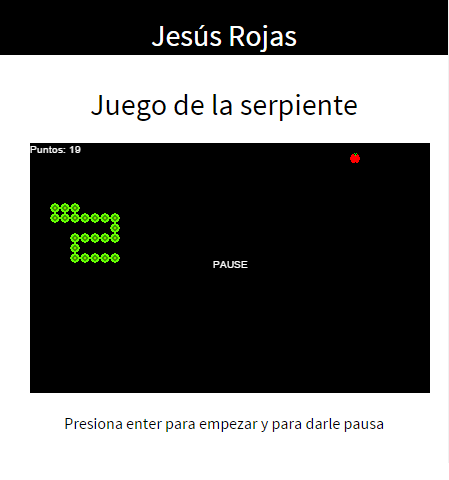 Jesús Rojas
Juego de la serpiente
Puntos: 19
PAUSE
Presiona enter para empezar y para darle pausa